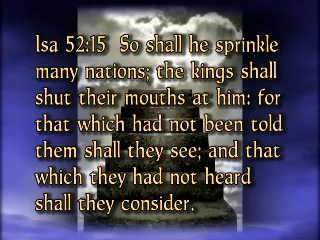 Isa 52:15 So shall he sprinkle
many nations; the kings shall
shut their mouths at him: for
that which had not been told
them shall they see; and that
which they had not heard
shall they consider.